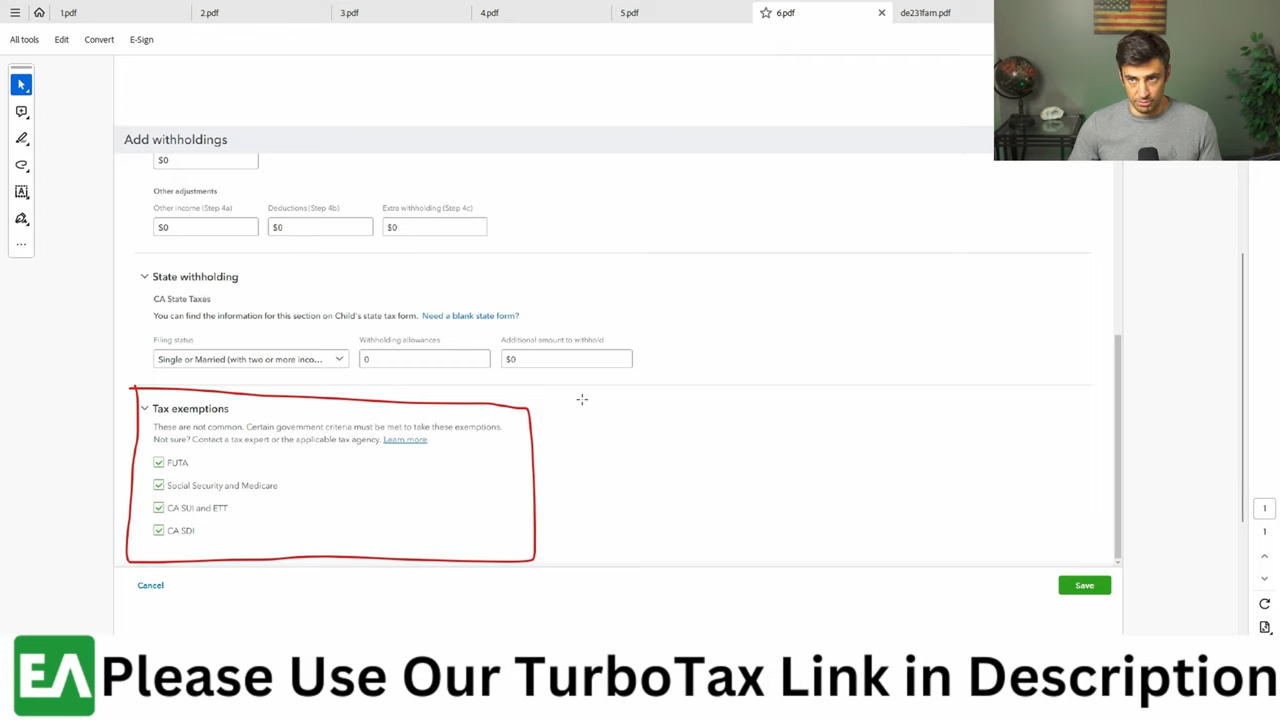 1.pdf
2.pdf
3.pdf
4.pdf
5.pdf
6.pdf
de231fam.pdf
All tools
Edit
Convert
E-Sign
Add withholdings
$0
Other adjustments
Other income (Step 4a)
Deductions (Step 4b)
Extra withholding (Step 4c)
$0
$0
$0
State withholding
CA State Taxes
You can find the information for this section on Child's state tax form. Need a blank state form?
Filing status
Withholding allowances
Additional amount to withhold
Single or Married (with two or more inco...
0
$0
Tax exemptions
These are not common. Certain government criteria must be met to take these exemptions.
Not sure? Contact a tax expert or the applicable tax agency. Learn more
FUTA
Social Security and Medicare
CA SUI and ETT
CA SDI
1
1
Cancel
Save
EA Please Use Our TurboTax Link in Description